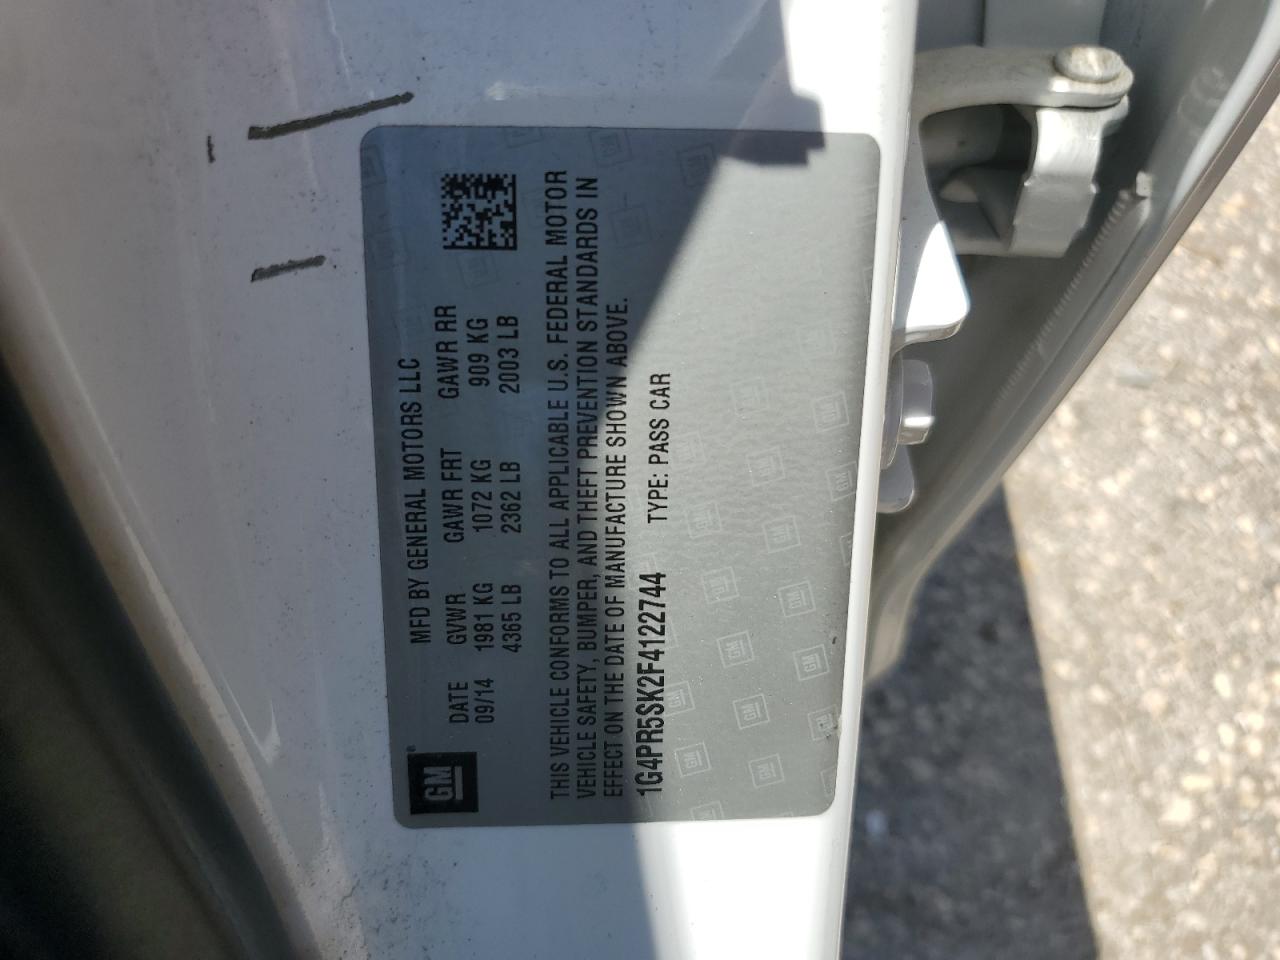 MFD BY GENERAL MOTORS LLC
DATE GVWR GAWR FRT GAWR RR
09/14 1981 KG 1072 KG 909 KG
4365 LB 2362 LB 2003 LB
GM®
THIS VEHICLE CONFORMS TO ALL APPLICABLE U.S. FEDERAL MOTOR
VEHICLE SAFETY, BUMPER, AND THEFT PREVENTION STANDARDS IN
EFFECT ON THE DATE OF MANUFACTURE SHOWN ABOVE.
1G4PR5SK2F4122744 TYPE: PASS CAR